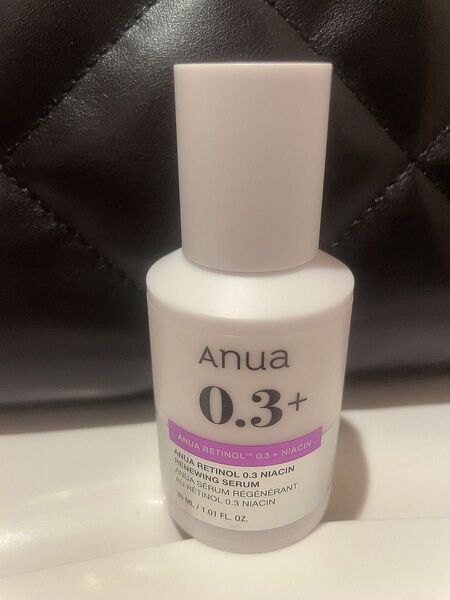 Anua
0.3+
ANUA RETINOL™ 0.3 + NIACIN
ANUA RETINOL 0.3 NIACIN
RENEWING SERUM
ANUA SÉRUM RÉGÉNÉRANT
AU RÉTINOL 0.3 NIACIN
30 ML / 1.01 FL. OZ.